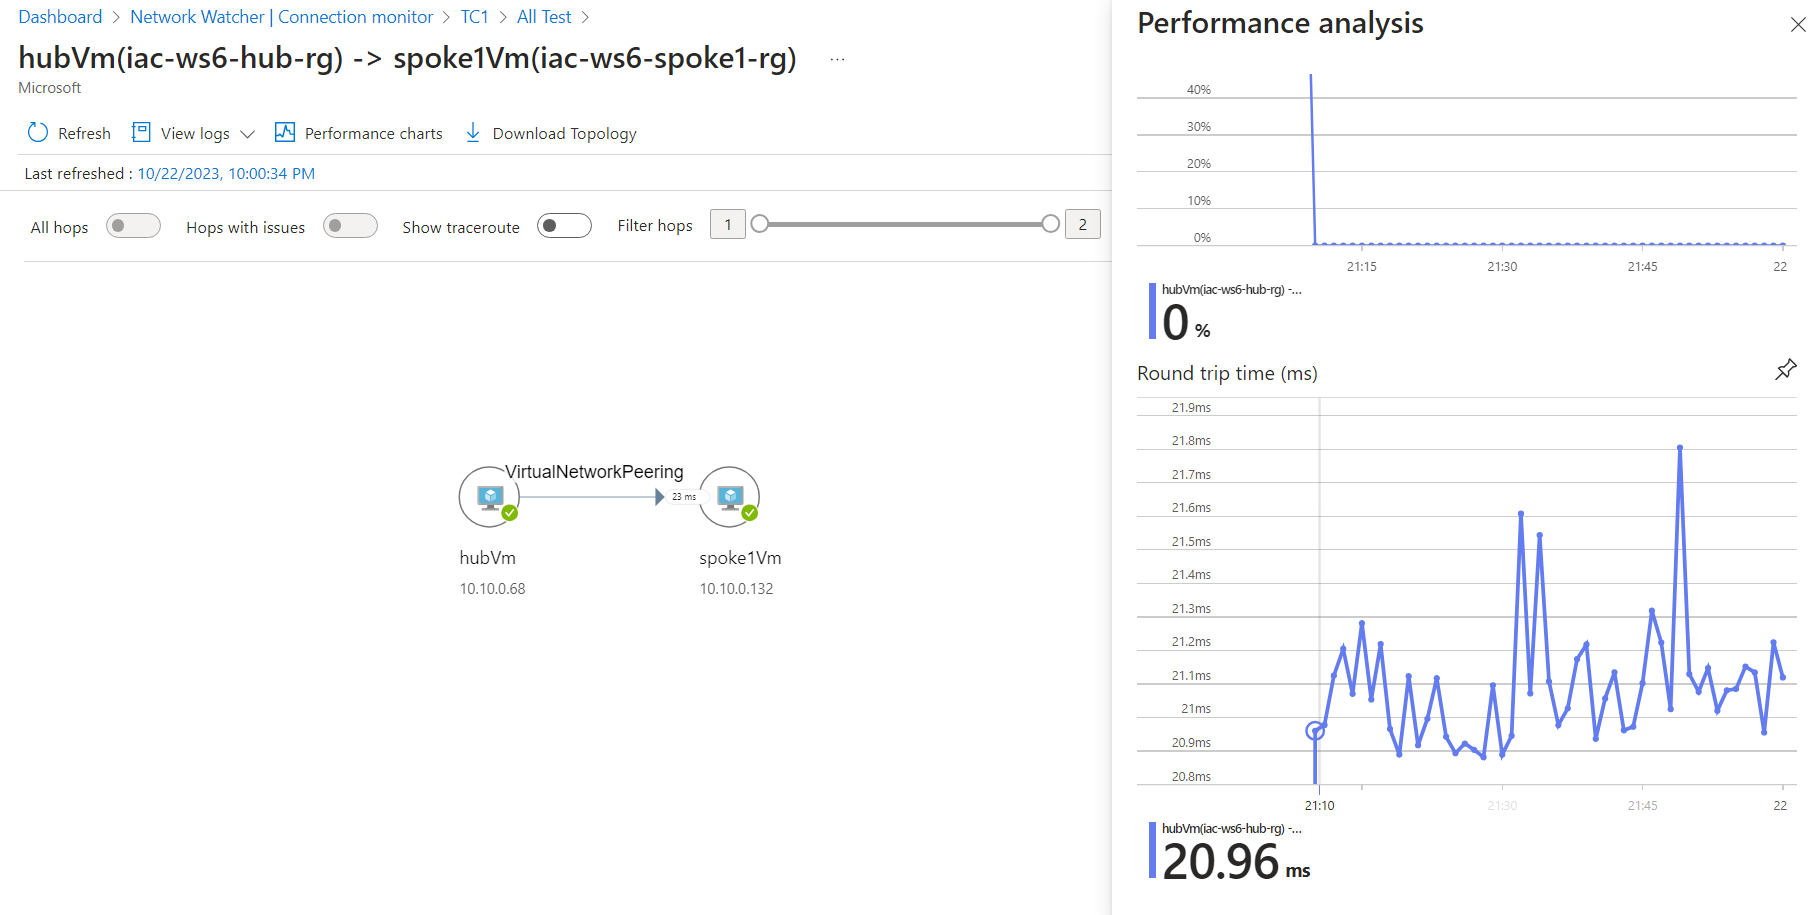 Dashboard > Network Watcher | Connection monitor > TC1 > All Test >
hubVm(iac-ws6-hub-rg) -> spoke1Vm(iac-ws6-spoke1-rg) ...
Microsoft
Refresh View logs Performance charts Download Topology
Last refreshed : 10/22/2023, 10:00:34 PM
All hops Hops with issues Show traceroute Filter hops 1 2
VirtualNetworkPeering
23 ms
hubVm spoke1Vm
10.10.0.68 10.10.0.132
Performance analysis
40%
30%
20%
10%
0%
21:15 21:30 21:45 22
hubVm(iac-ws6-hub-rg) -...
0 %
Round trip time (ms)
21.9ms
21.8ms
21.7ms
21.6ms
21.5ms
21.4ms
21.3ms
21.2ms
21.1ms
21ms
20.9ms
20.8ms
21:10 21:30 21:45 22
hubVm(iac-ws6-hub-rg) -...
20.96 ms